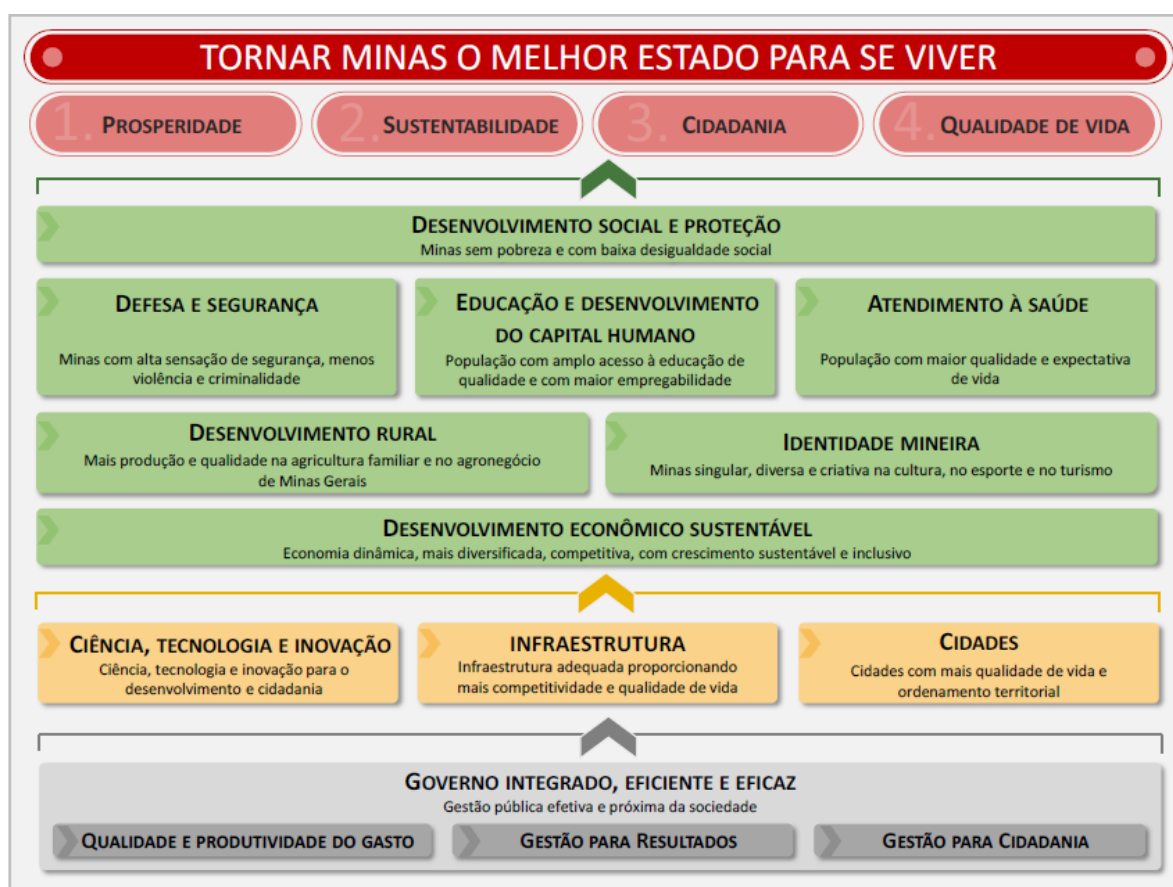 TORNAR MINAS O MELHOR ESTADO PARA SE VIVER
1. PROSPERIDADE
2. SUSTENTABILIDADE
3. CIDADANIA
4. QUALIDADE DE VIDA
DESENVOLVIMENTO SOCIAL E PROTEÇÃO
Minas sem pobreza e com baixa desigualdade social
DEFESA E SEGURANÇA
Minas com alta sensação de segurança, menos
violência e criminalidade
EDUCAÇÃO E DESENVOLVIMENTO
DO CAPITAL HUMANO
População com amplo acesso à educação de
qualidade e com maior empregabilidade
ATENDIMENTO À SAÚDE
População com maior qualidade e expectativa
de vida
DESENVOLVIMENTO RURAL
Mais produção e qualidade na agricultura familiar e no agronegócio
de Minas Gerais
IDENTIDADE MINEIRA
Minas singular, diversa e criativa na cultura, no esporte e no turismo
DESENVOLVIMENTO ECONÔMICO SUSTENTÁVEL
Economia dinâmica, mais diversificada, competitiva, com crescimento sustentável e inclusivo
CIÊNCIA, TECNOLOGIA E INOVAÇÃO
Ciência, tecnologia e inovação para o
desenvolvimento e cidadania
INFRAESTRUTURA
Infraestrutura adequada proporcionando
mais competitividade e qualidade de vida
CIDADES
Cidades com mais qualidade de vida e
ordenamento territorial
GOVERNO INTEGRADO, EFICIENTE E EFICAZ
Gestão pública efetiva e próxima da sociedade
QUALIDADE E PRODUTIVIDADE DO GASTO
GESTÃO PARA RESULTADOS
GESTÃO PARA CIDADANIA